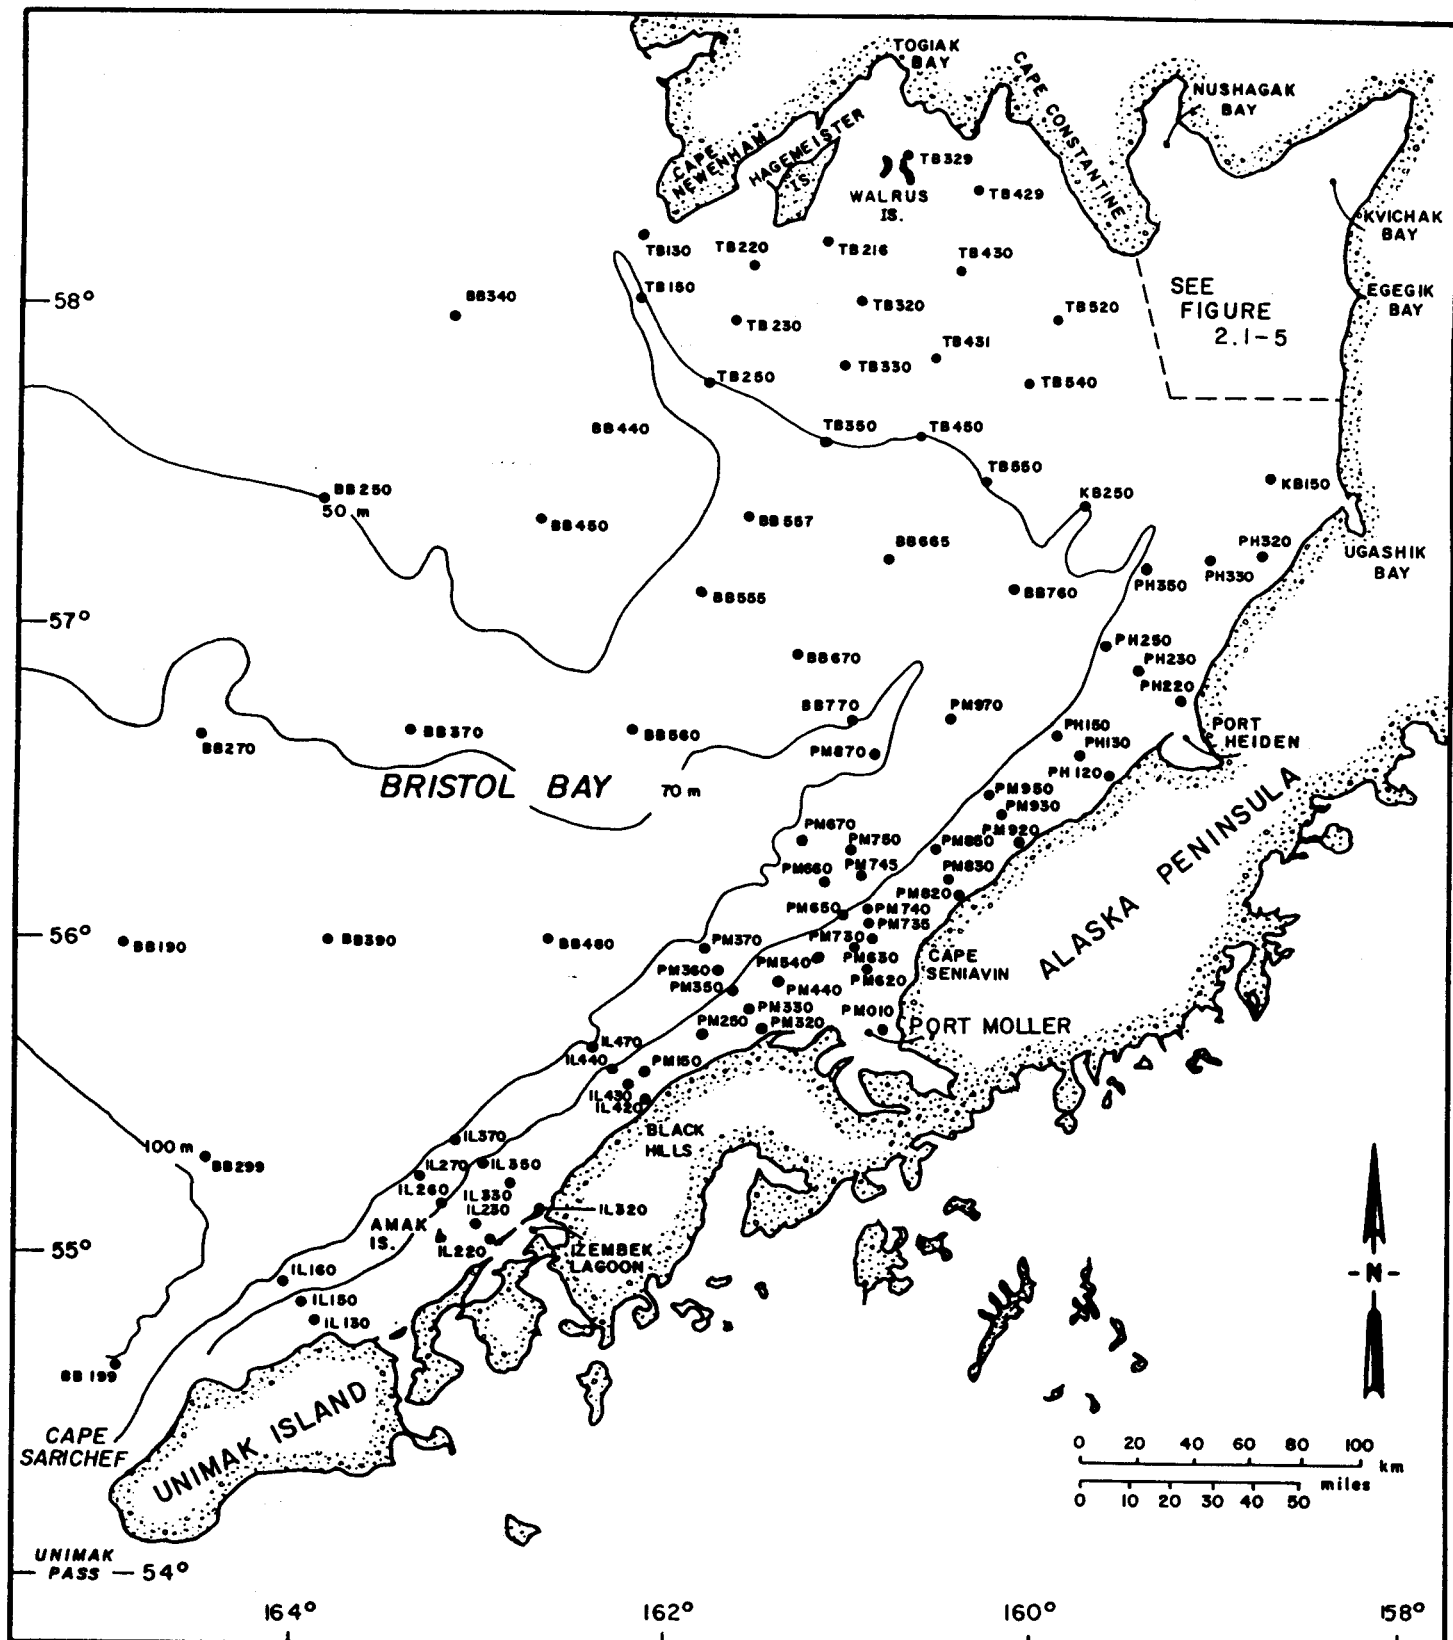 TOGIAK
BAY
CAPE CONSTANTINE
NUSHAGAK
BAY
CAPE
NEWENHAM
HAGEMEISTER
IS.
TB329
WALRUS
IS.
TB429
KVICHAK
BAY
TB130
TB220
TB216
TB430
SEE
FIGURE
2.1-5
EGEGIK
BAY
58°
BB340
TB150
TB230
TB320
TB520
TB431
TB330
TB250
TB540
BB440
TB350
TB450
TB550
KB150
BB250
50 m
KB250
BB450
BB557
BB665
PH320
PH330
UGASHIK
BAY
PH350
BB555
BB760
57°
PH250
BB670
PH230
PH220
BB770
PM970
BB270
BB370
BB560
PH150
PH130
PORT
HEIDEN
PM870
PH120
BRISTOL BAY
70 m
PM950
PM930
PM920
PM670
PM750
PM850
PM745
PM660
PM830
PM820
ALASKA PENINSULA
PM650
PM740
PM735
56°
BB190
BB390
BB480
PM370
PM730
PM540
PM630
CAPE
SENIAVIN
PM360
PM620
PM350
PM440
PM330
PM010
PM250
PM320
PORT MOLLER
IL470
IL440
PM150
IL430
IL420
BLACK
HILLS
100 m
BB299
IL370
IL270
IL350
IL260
IL330
IL230
IL320
AMAK
IS.
IL220
55°
IZEMBEK
LAGOON
IL160
IL150
IL130
BB199
-N-
CAPE
SARICHEF
UNIMAK ISLAND
0 20 40 60 80 100
km
miles
0 10 20 30 40 50
UNIMAK
PASS
54°
164° 162° 160° 158°